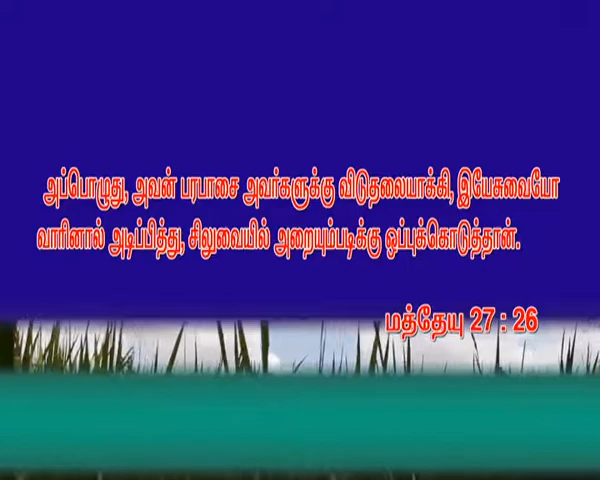 அப்பொழுது, அவன் பரபாசை அவர்களுக்கு விடுதலையாக்கி, இயேசுவையோ
வாரினால் அடிப்பித்து, சிலுவையில் அறையும்படிக்கு ஒப்புக்கொடுத்தான்.
மத்தேயு 27 : 26